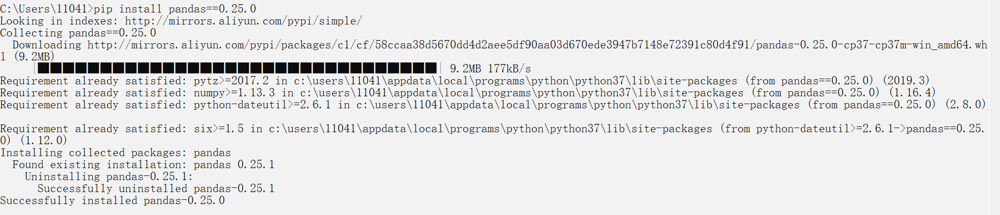 C:\Users\11041>pip install pandas==0.25.0
Looking in indexes: http://mirrors.aliyun.com/pypi/simple/
Collecting pandas==0.25.0
  Downloading http://mirrors.aliyun.com/pypi/packages/c1/cf/58ccaa38d5670dd4d2aee5df90aa03d670ede3947b7148e72391c80d4f91/pandas-0.25.0-cp37-cp37m-win_amd64.wh
l (9.2MB)
     |████████████████████████████████| 9.2MB 177kB/s
Requirement already satisfied: pytz>=2017.2 in c:\users\11041\appdata\local\programs\python\python37\lib\site-packages (from pandas==0.25.0) (2019.3)
Requirement already satisfied: numpy>=1.13.3 in c:\users\11041\appdata\local\programs\python\python37\lib\site-packages (from pandas==0.25.0) (1.16.4)
Requirement already satisfied: python-dateutil>=2.6.1 in c:\users\11041\appdata\local\programs\python\python37\lib\site-packages (from pandas==0.25.0) (2.8.0)
Requirement already satisfied: six>=1.5 in c:\users\11041\appdata\local\programs\python\python37\lib\site-packages (from python-dateutil>=2.6.1->pandas==0.25.
0) (1.12.0)
Installing collected packages: pandas
  Found existing installation: pandas 0.25.1
    Uninstalling pandas-0.25.1:
      Successfully uninstalled pandas-0.25.1
Successfully installed pandas-0.25.0